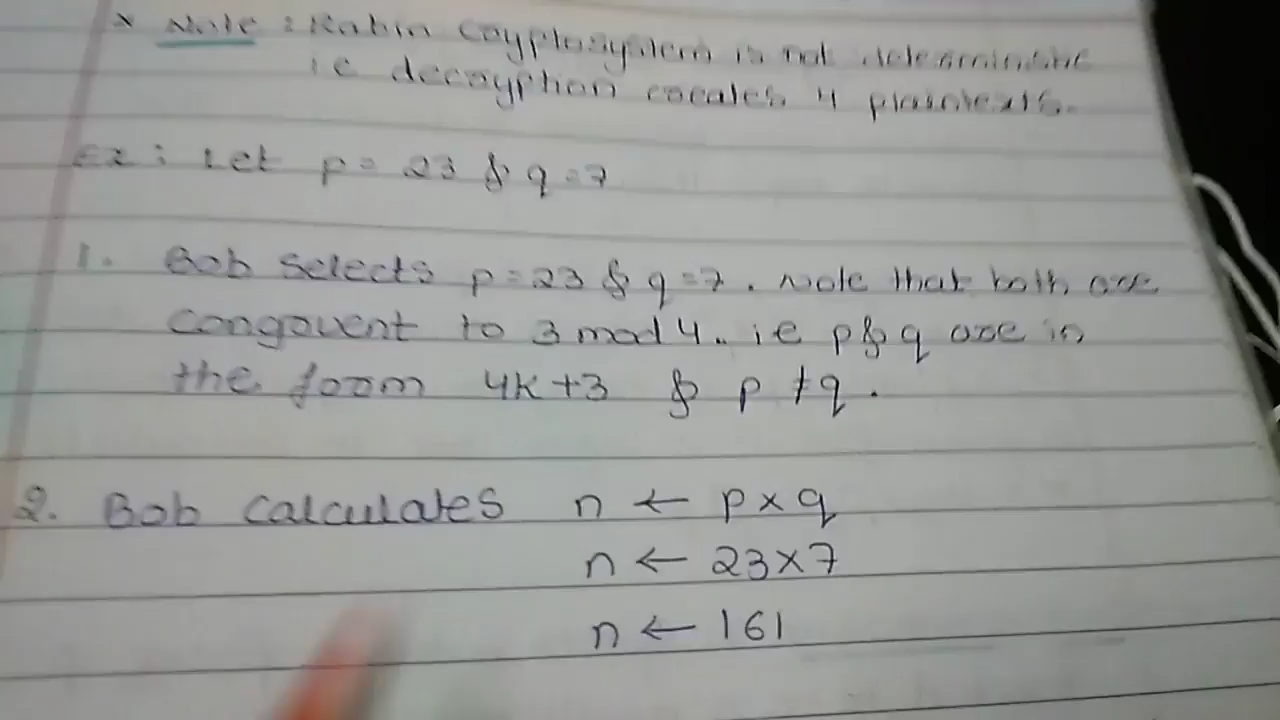 * Note : Rabin cryptosystem is not deterministic
i.e decryption creates 4 plaintexts.
Ex : Let p = 23 & q = 7
1. Bob selects p = 23 & q = 7 . Note that both are
congruent to 3 mod 4.. ie p & q are in
the form 4K + 3 & p ≠ q .
2. Bob calculates n ← p × q
n ← 23 × 7
n ← 161